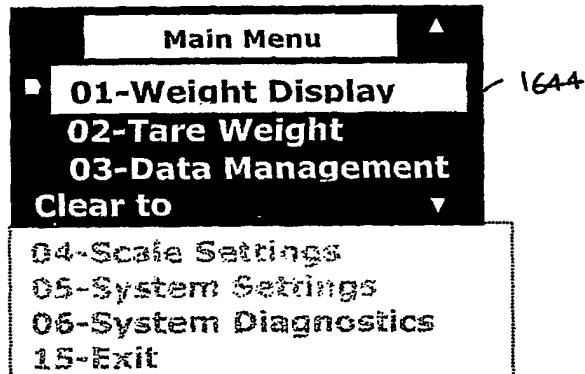 Main Menu ▲
01-Weight Display 1644
02-Tare Weight
03-Data Management
Clear to ▼
04-Scale Settings
05-System Settings
06-System Diagnostics
15-Exit